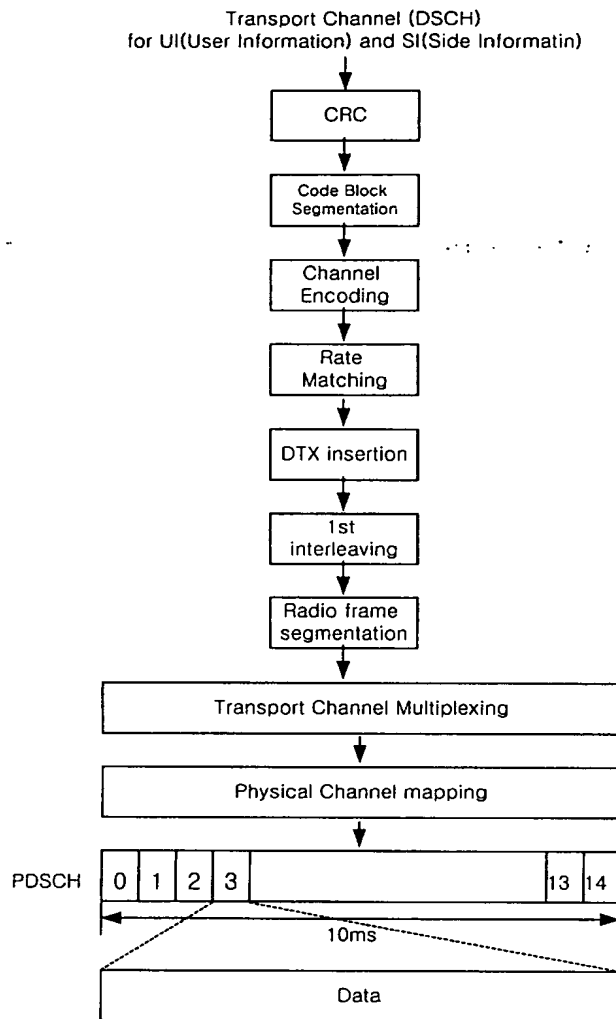 Transport Channel (DSCH)
for UI(User Information) and SI(Side Informatin)
CRC
Code Block
Segmentation
Channel
Encoding
Rate
Matching
DTX insertion
1st
interleaving
Radio frame
segmentation
Transport Channel Multiplexing
Physical Channel mapping
PDSCH 0 1 2 3 13 14
10ms
Data